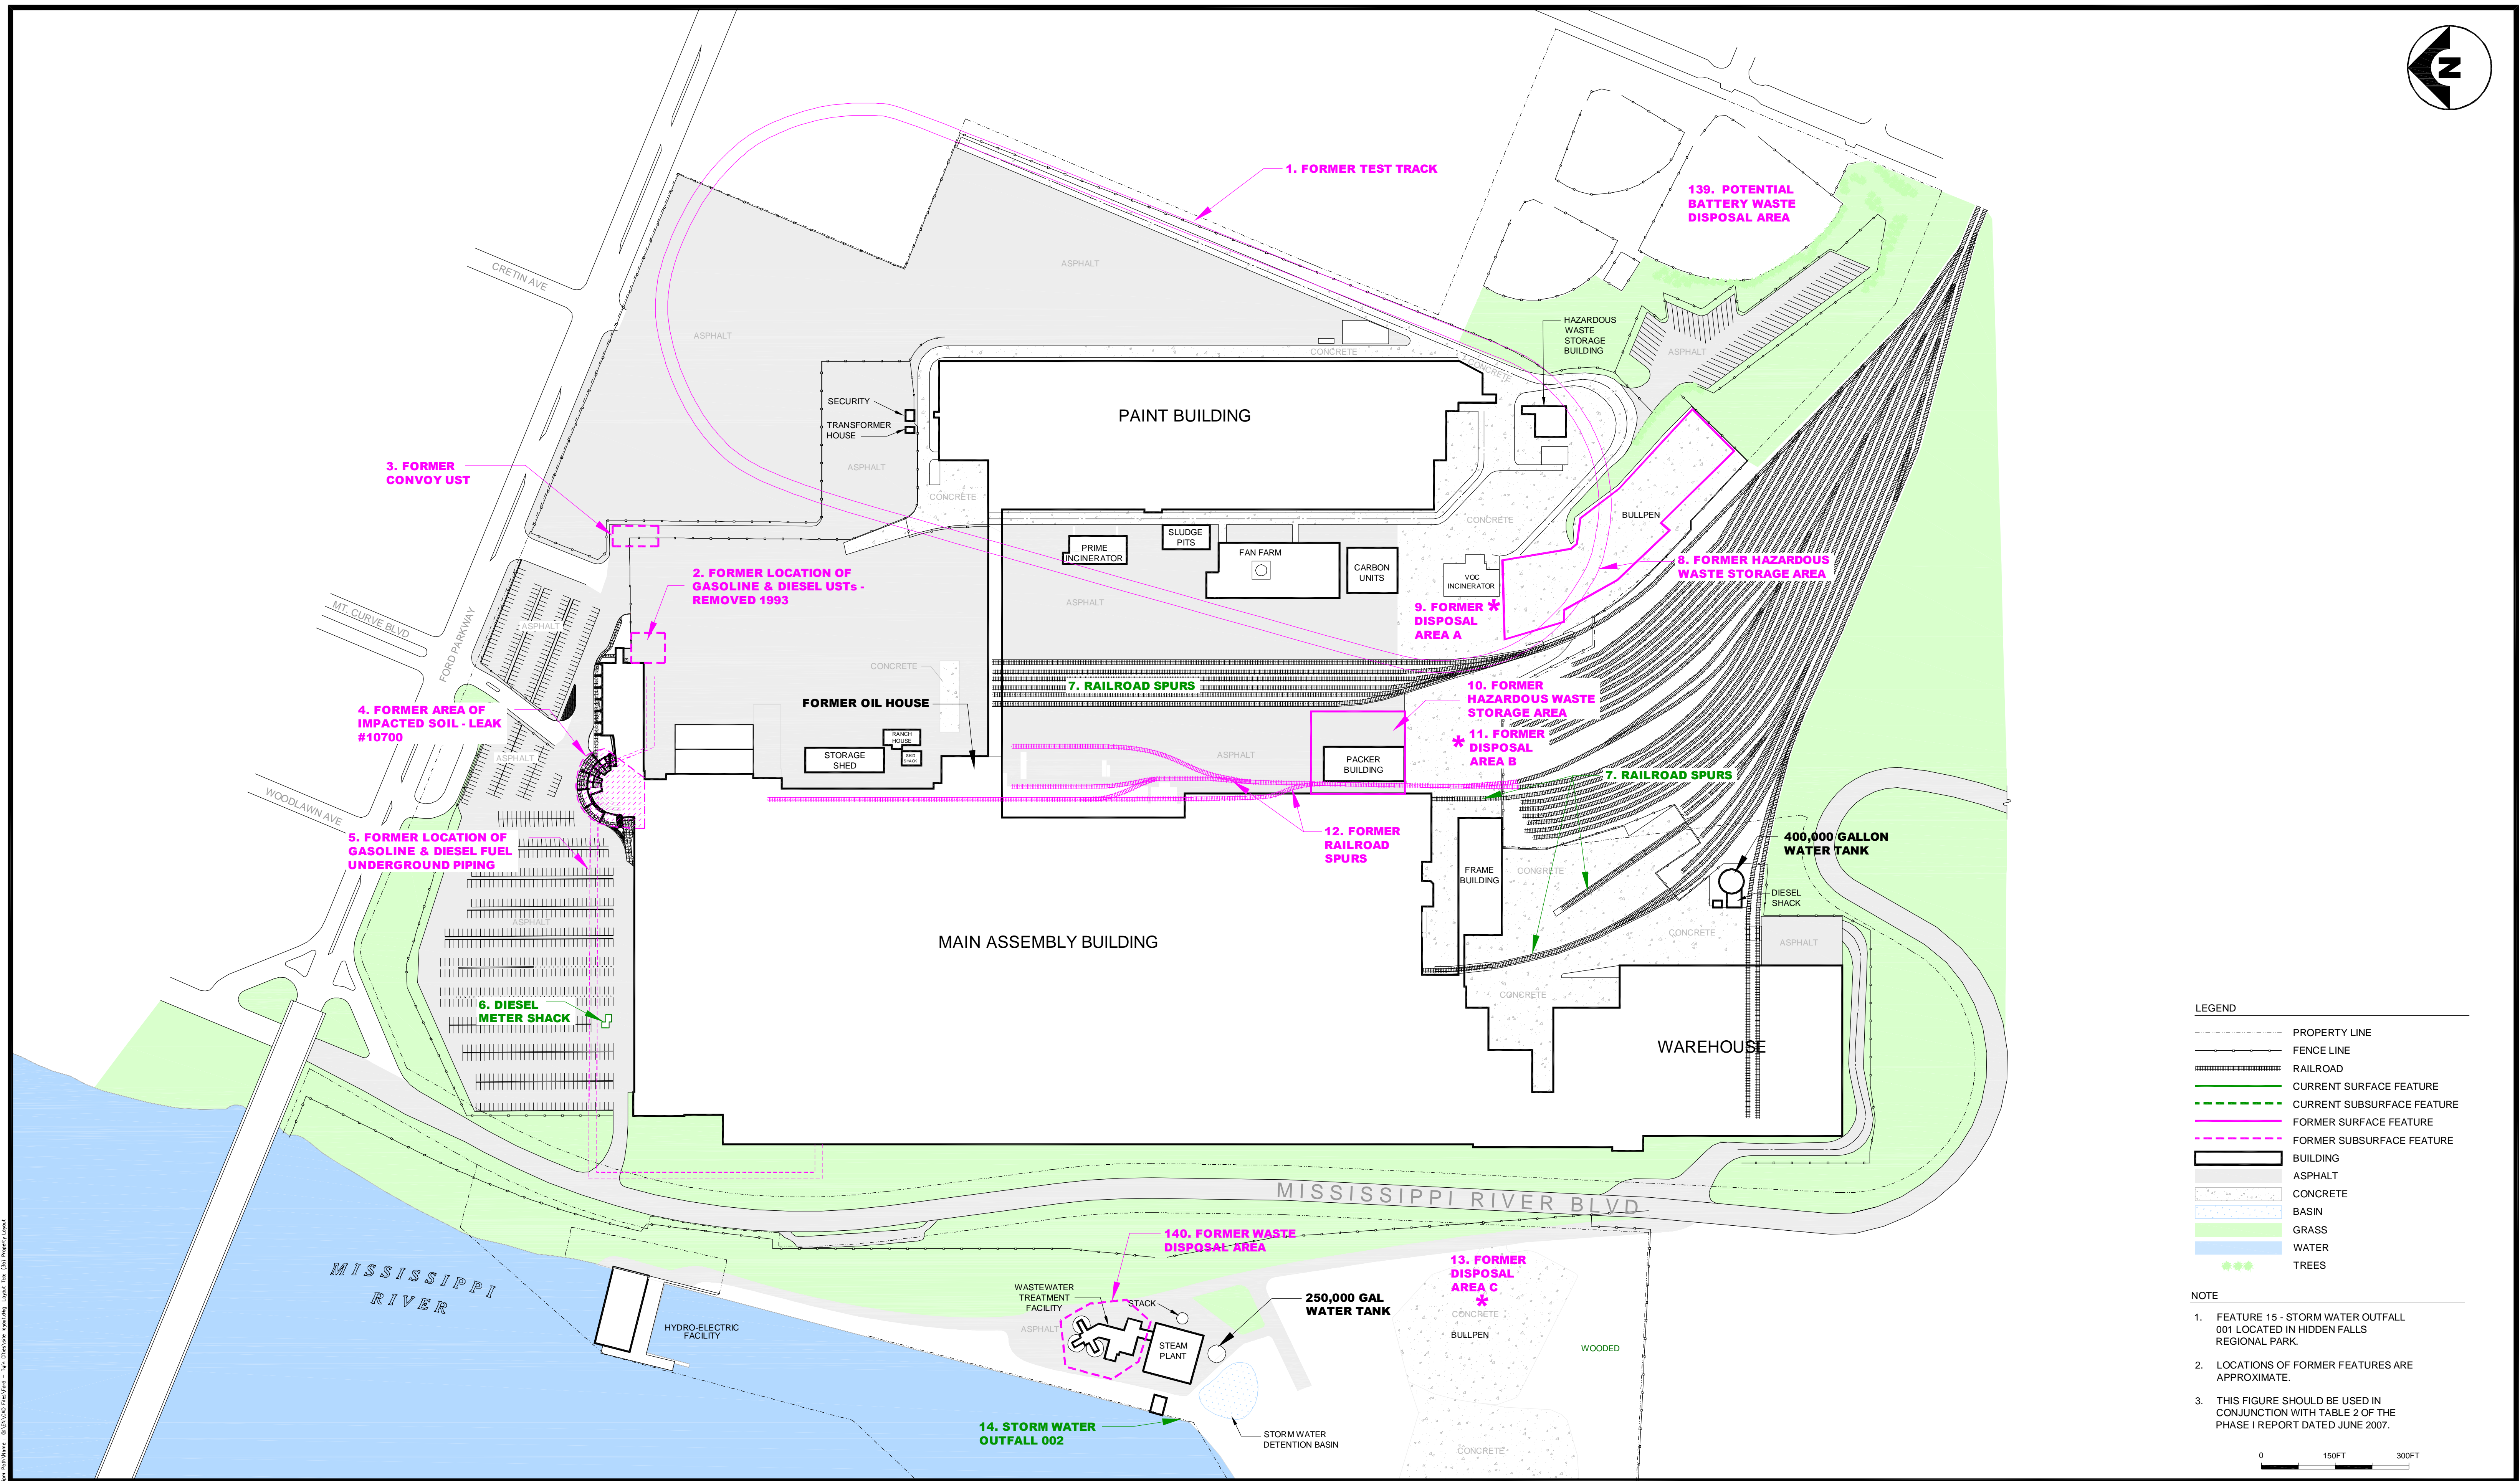 N
1. FORMER TEST TRACK
139. POTENTIAL
BATTERY WASTE
DISPOSAL AREA
CRETIN AVE
ASPHALT
ASPHALT
HAZARDOUS
WASTE
STORAGE
BUILDING
CONCRETE
CONCRETE
ASPHALT
SECURITY
TRANSFORMER
HOUSE
PAINT BUILDING
3. FORMER
CONVOY UST
ASPHALT
CONCRETE
CONCRETE
BULLPEN
SLUDGE
PITS
PRIME
INCINERATOR
FAN FARM
CARBON
UNITS
VOC
INCINERATOR
8. FORMER HAZARDOUS
WASTE STORAGE AREA
2. FORMER LOCATION OF
GASOLINE & DIESEL USTs -
REMOVED 1993
ASPHALT
9. FORMER *
DISPOSAL
AREA A
MT. CURVE BLVD
FORD PARKWAY
ASPHALT
CONCRETE
7. RAILROAD SPURS
FORMER OIL HOUSE
10. FORMER
HAZARDOUS WASTE
STORAGE AREA
4. FORMER AREA OF
IMPACTED SOIL - LEAK
#10700
RANCH
HOUSE
SKID
SHACK
STORAGE
SHED
ASPHALT
ASPHALT
PACKER
BUILDING
* 11. FORMER
DISPOSAL
AREA B
7. RAILROAD SPURS
WOODLAWN AVE
5. FORMER LOCATION OF
GASOLINE & DIESEL FUEL
UNDERGROUND PIPING
12. FORMER
RAILROAD
SPURS
400,000 GALLON
WATER TANK
FRAME
BUILDING
CONCRETE
DIESEL
SHACK
ASPHALT
MAIN ASSEMBLY BUILDING
CONCRETE
ASPHALT
CONCRETE
6. DIESEL
METER SHACK
WAREHOUSE
MISSISSIPPI RIVER BLVD
140. FORMER WASTE
DISPOSAL AREA
13. FORMER
DISPOSAL
AREA C
*
CONCRETE
BULLPEN
MISSISSIPPI
RIVER
WASTEWATER
TREATMENT
FACILITY
STACK
250,000 GAL
WATER TANK
HYDRO-ELECTRIC
FACILITY
ASPHALT
STEAM
PLANT
WOODED
14. STORM WATER
OUTFALL 002
STORM WATER
DETENTION BASIN
CONCRETE
LEGEND
PROPERTY LINE
FENCE LINE
RAILROAD
CURRENT SURFACE FEATURE
CURRENT SUBSURFACE FEATURE
FORMER SURFACE FEATURE
FORMER SUBSURFACE FEATURE
BUILDING
ASPHALT
CONCRETE
BASIN
GRASS
WATER
TREES
NOTE
1. FEATURE 15 - STORM WATER OUTFALL
001 LOCATED IN HIDDEN FALLS
REGIONAL PARK.
2. LOCATIONS OF FORMER FEATURES ARE
APPROXIMATE.
3. THIS FIGURE SHOULD BE USED IN
CONJUNCTION WITH TABLE 2 OF THE
PHASE I REPORT DATED JUNE 2007.
0 150FT 300FT